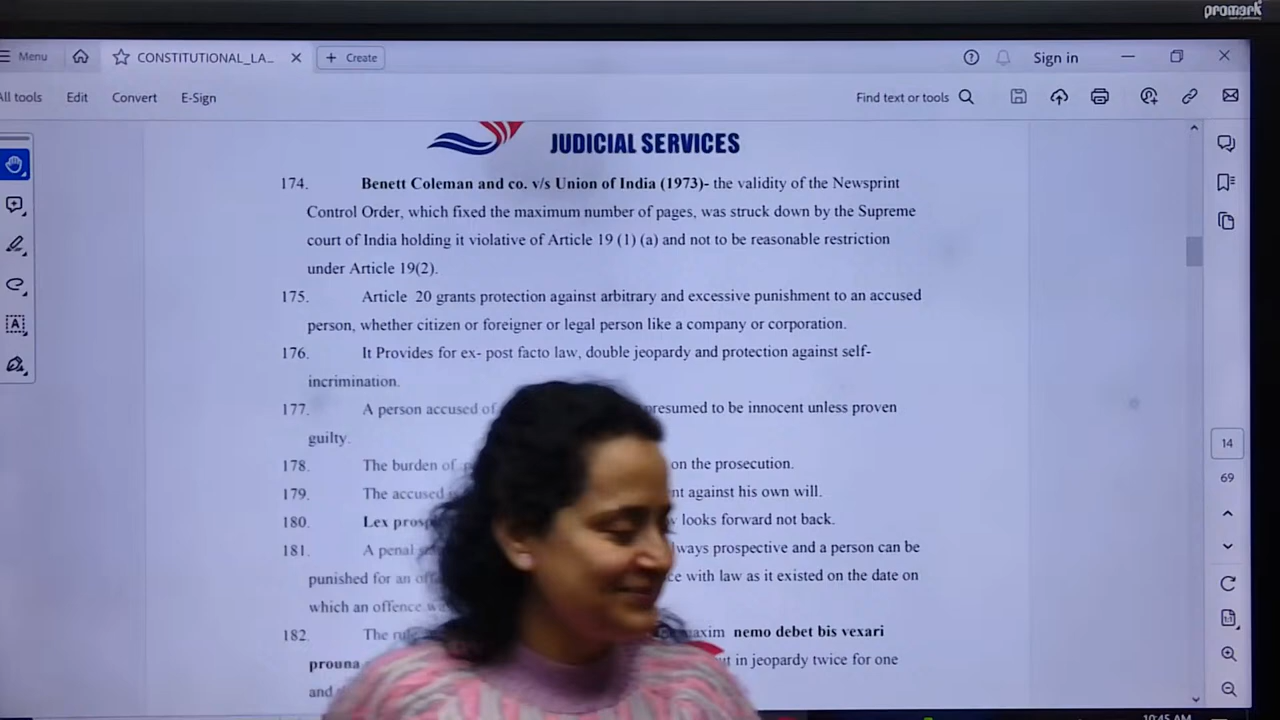 promark
Menu
CONSTITUTIONAL_LA...
Create
Sign in
All tools
Edit
Convert
E-Sign
Find text or tools
JUDICIAL SERVICES
174. Benett Coleman and co. v/s Union of India (1973)- the validity of the Newsprint
Control Order, which fixed the maximum number of pages, was struck down by the Supreme
court of India holding it violative of Article 19 (1) (a) and not to be reasonable restriction
under Article 19(2).
175. Article 20 grants protection against arbitrary and excessive punishment to an accused
person, whether citizen or foreigner or legal person like a company or corporation.
176. It Provides for ex- post facto law, double jeopardy and protection against self-
incrimination.
177. A person accused of presumed to be innocent unless proven
guilty.
178. The burden of on the prosecution.
179. The accused against his own will.
180. Lex looks forward not back.
181. A penal always prospective and a person can be
punished for an with law as it existed on the date on
which an offence
182. The maxim nemo debet bis vexari
prouna in jeopardy twice for one
and
14
69
10:45 AM